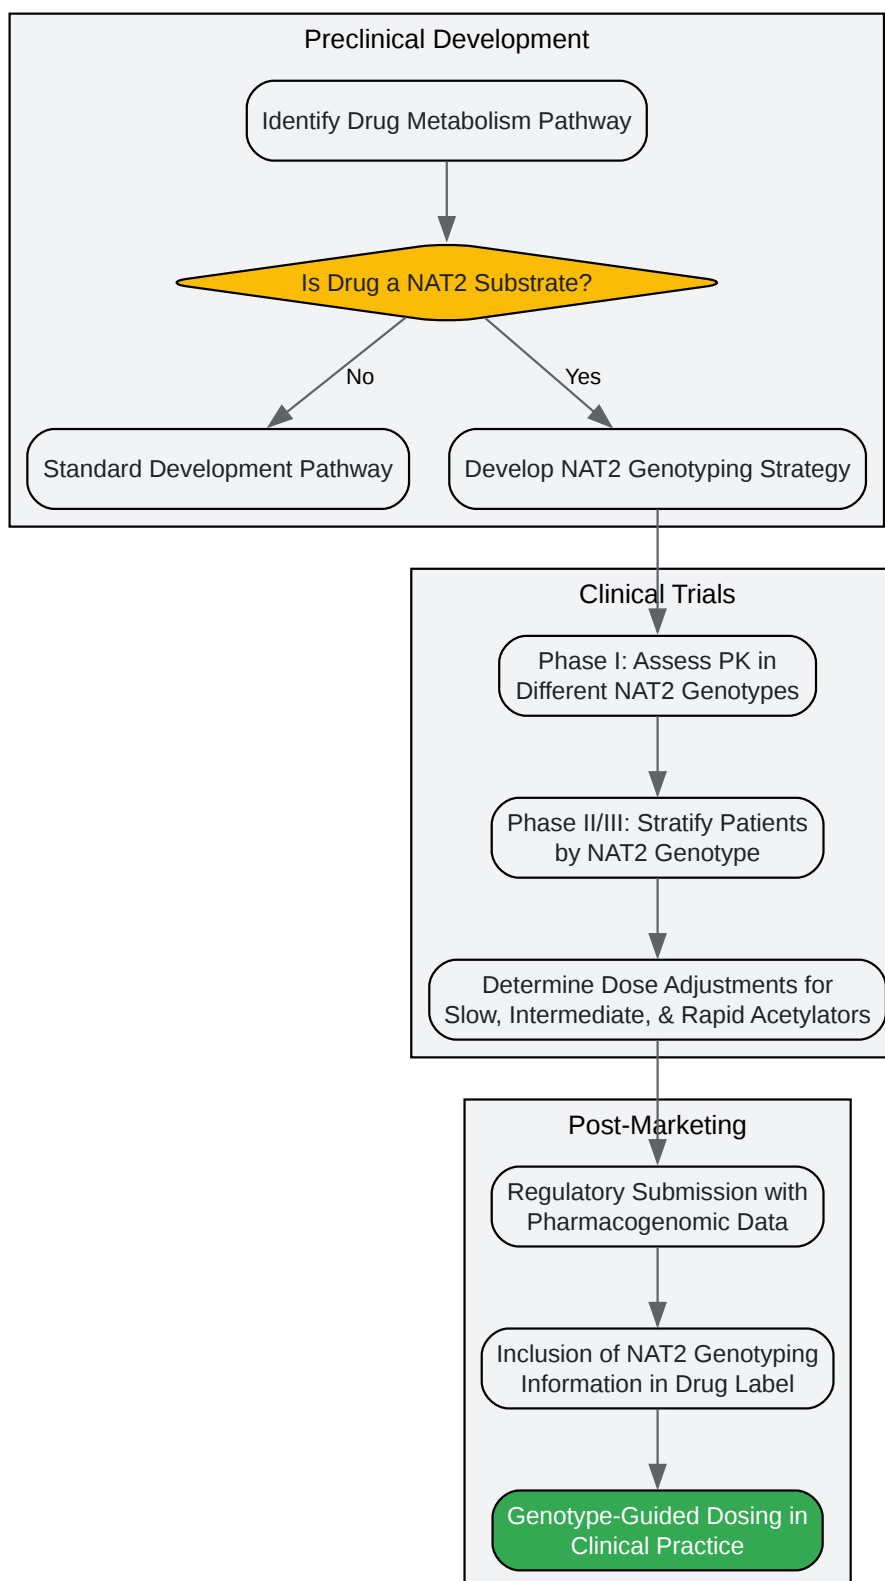 Preclinical Development
Identify Drug Metabolism Pathway
Is Drug a NAT2 Substrate?
No
Yes
Standard Development Pathway
Develop NAT2 Genotyping Strategy
Clinical Trials
Phase I: Assess PK in
Different NAT2 Genotypes
Phase II/III: Stratify Patients
by NAT2 Genotype
Determine Dose Adjustments for
Slow, Intermediate, & Rapid Acetylators
Post-Marketing
Regulatory Submission with
Pharmacogenomic Data
Inclusion of NAT2 Genotyping
Information in Drug Label
Genotype-Guided Dosing in
Clinical Practice